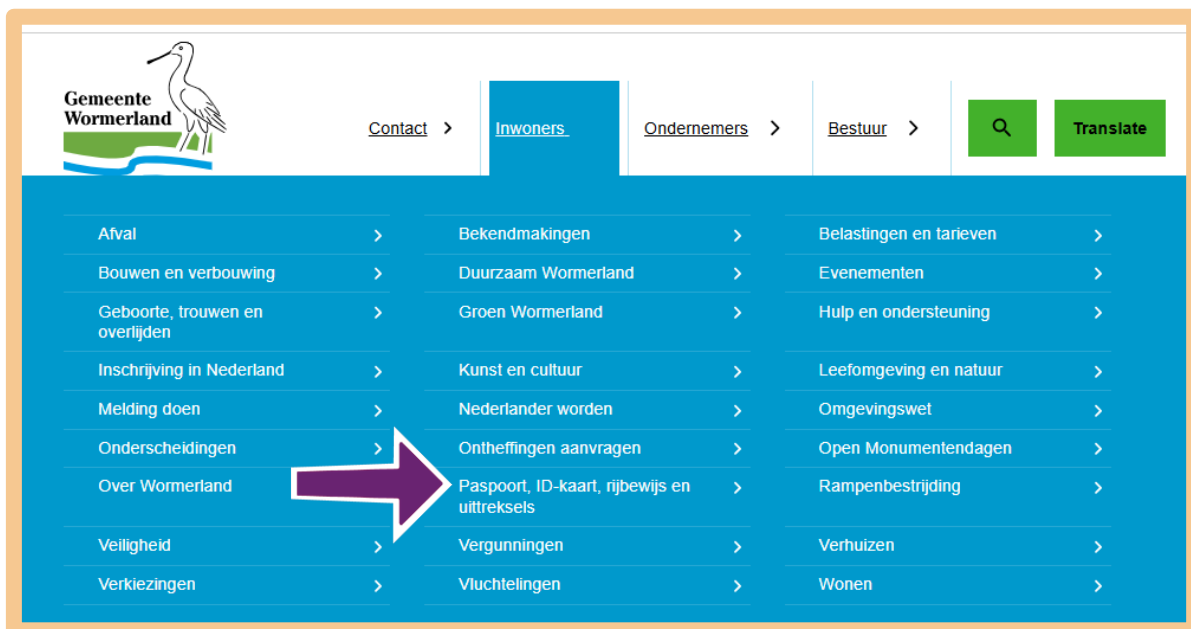 Gemeente
Wormerland
Contact
Inwoners
Ondernemers
Bestuur
Translate
Afval
Bekendmakingen
Belastingen en tarieven
Bouwen en verbouwing
Duurzaam Wormerland
Evenementen
Geboorte, trouwen en
overlijden
Groen Wormerland
Hulp en ondersteuning
Inschrijving in Nederland
Kunst en cultuur
Leefomgeving en natuur
Melding doen
Nederlander worden
Omgevingswet
Onderscheidingen
Ontheffingen aanvragen
Open Monumentendagen
Over Wormerland
Paspoort, ID-kaart, rijbewijs en
uittreksels
Rampenbestrijding
Veiligheid
Vergunningen
Verhuizen
Verkiezingen
Vluchtelingen
Wonen